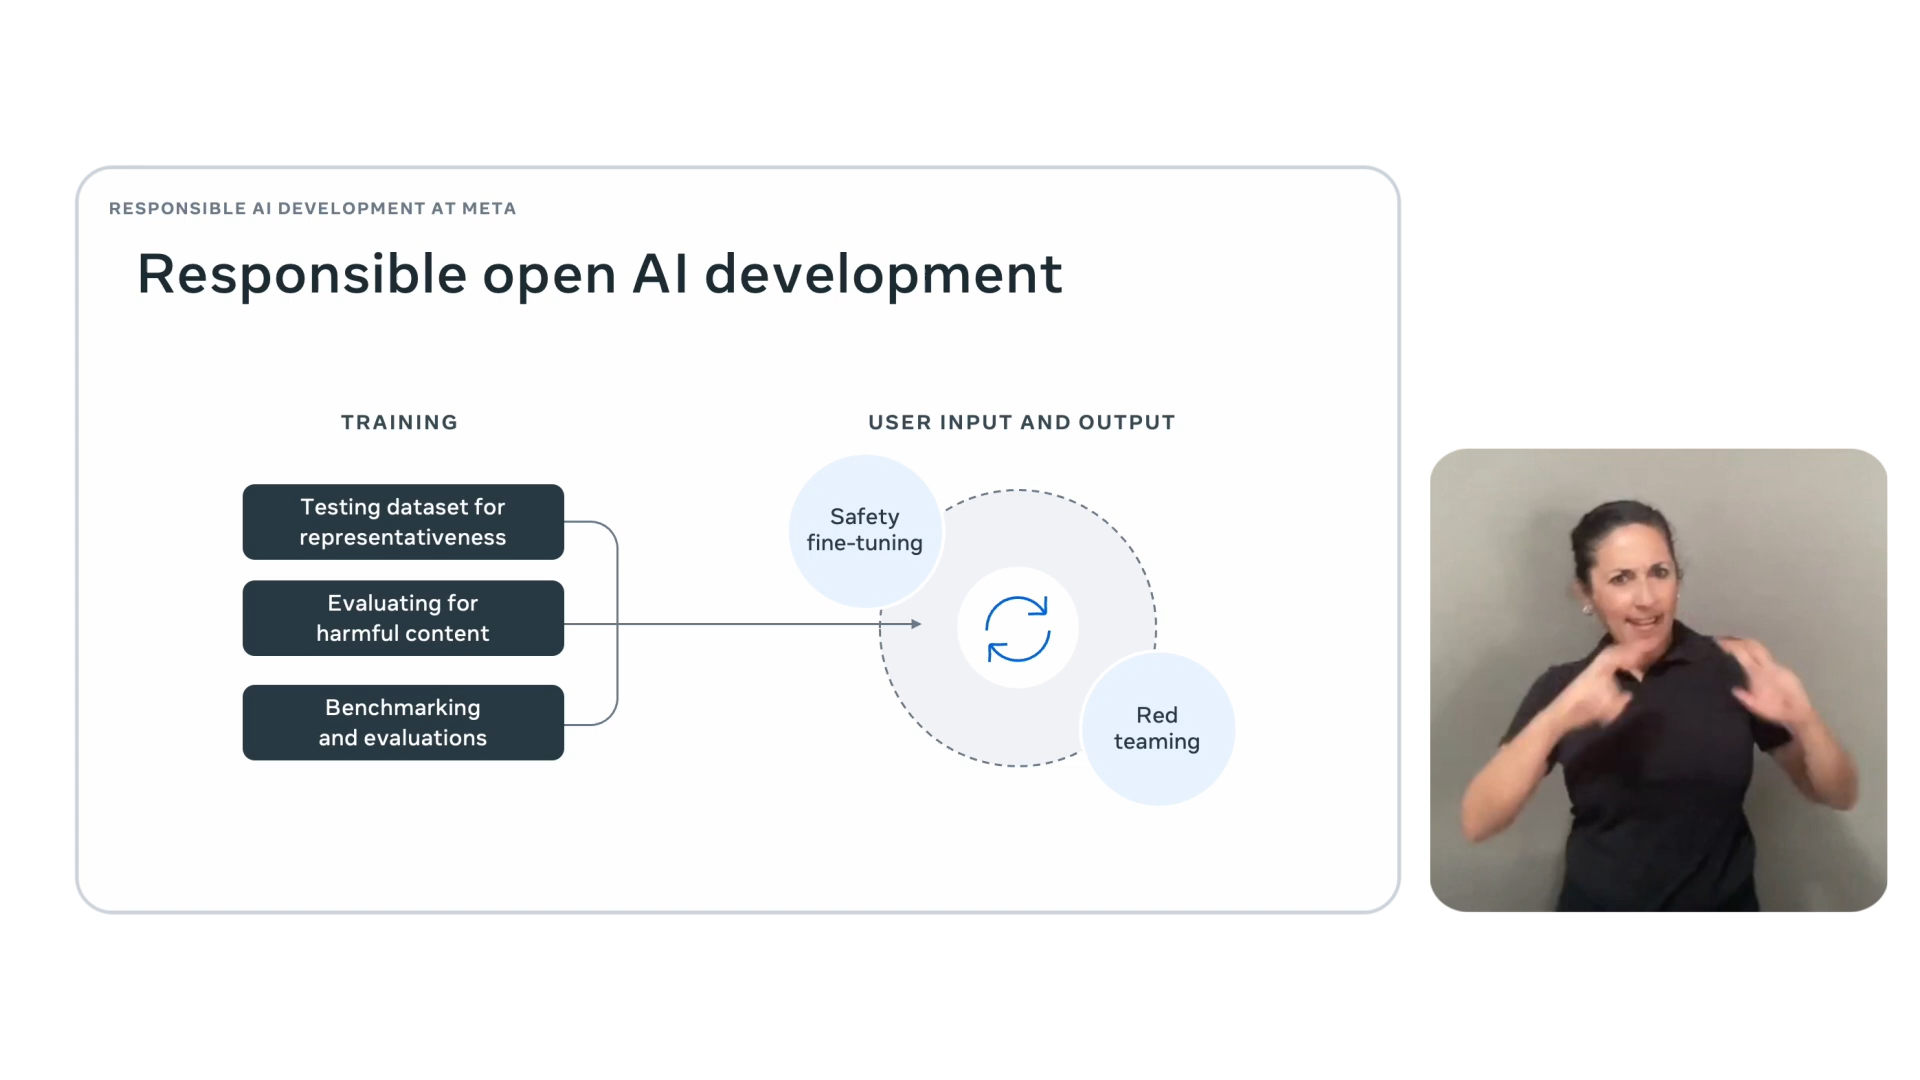 RESPONSIBLE AI DEVELOPMENT AT META
Responsible open AI development
TRAINING
Testing dataset for
representativeness
Evaluating for
harmful content
Benchmarking
and evaluations
USER INPUT AND OUTPUT
Safety
fine-tuning
Red
teaming